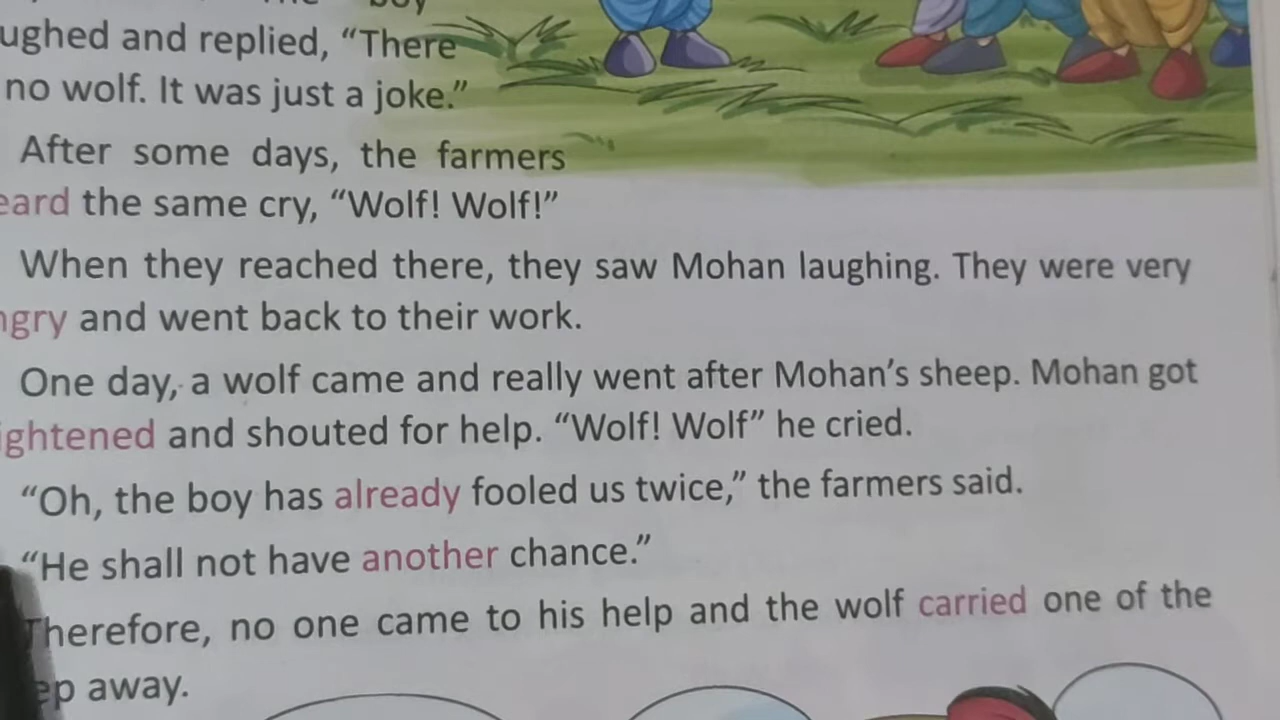 boy
ughed and replied, “There
no wolf. It was just a joke.”
After some days, the farmers
eard the same cry, “Wolf! Wolf!”
When they reached there, they saw Mohan laughing. They were very
ngry and went back to their work.
One day, a wolf came and really went after Mohan’s sheep. Mohan got
ightened and shouted for help. “Wolf! Wolf” he cried.
“Oh, the boy has already fooled us twice,” the farmers said.
“He shall not have another chance.”
Therefore, no one came to his help and the wolf carried one of the
ep away.